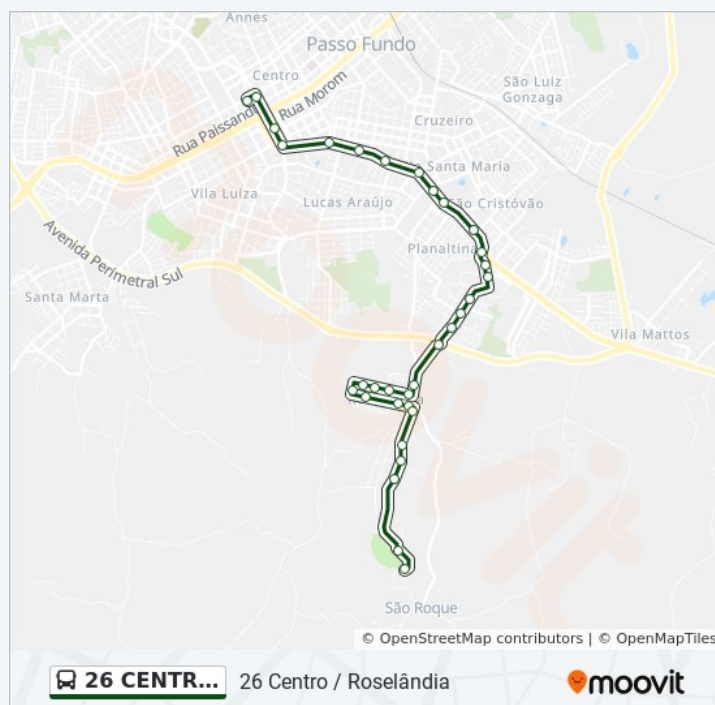 Annes
Passo Fundo
Centro
Rua Morom
São Luiz
Gonzaga
Rua Paissand
Cruzeiro
Santa Maria
Vila Luíza
Lucas Araújo
São Cristóvão
Avenida Perimetral Sul
Planaltina
Santa Marta
Vila Mattos
São Roque
© OpenStreetMap contributors | © OpenMapTiles
26 CENTR...
26 Centro / Roselândia
moovit